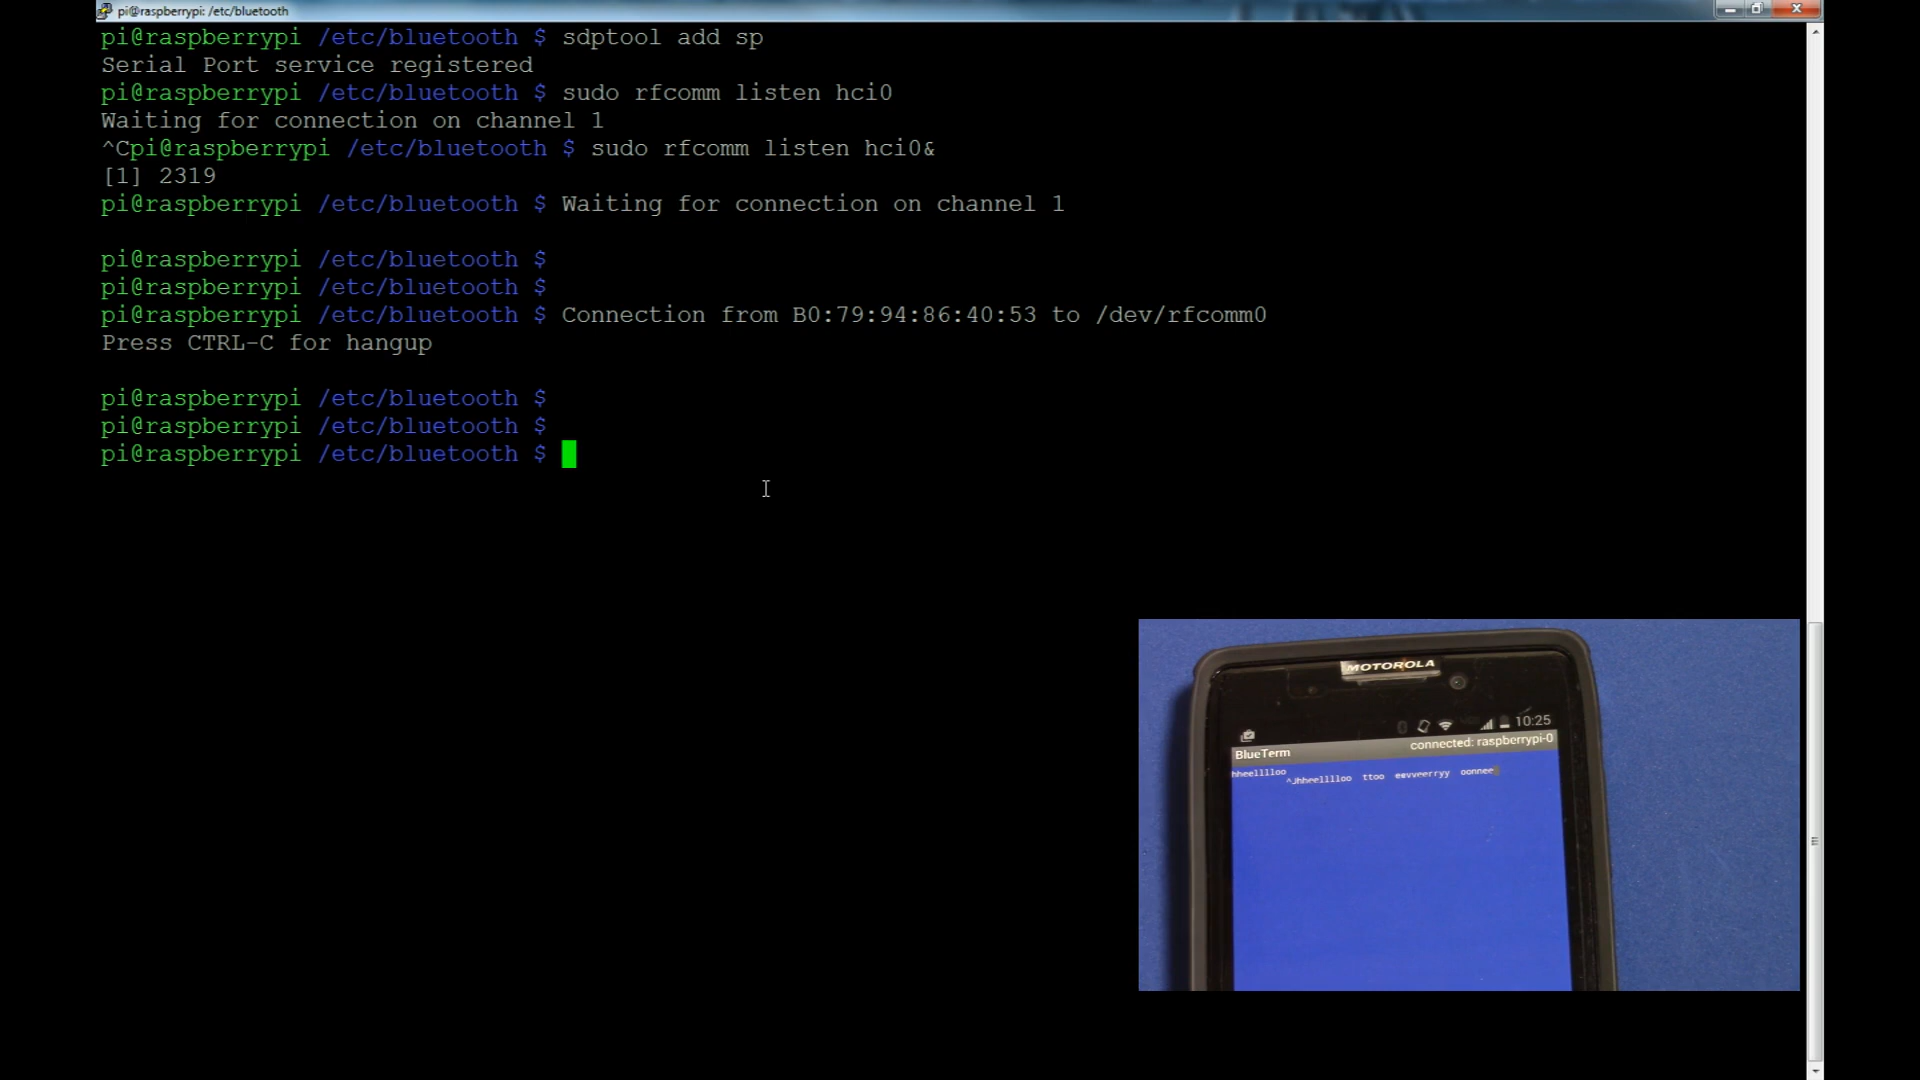 pi@raspberrypi: /etc/bluetooth
pi@raspberrypi /etc/bluetooth $ sdptool add sp
Serial Port service registered
pi@raspberrypi /etc/bluetooth $ sudo rfcomm listen hci0
Waiting for connection on channel 1
^Cpi@raspberrypi /etc/bluetooth $ sudo rfcomm listen hci0&
[1] 2319
pi@raspberrypi /etc/bluetooth $ Waiting for connection on channel 1
pi@raspberrypi /etc/bluetooth $
pi@raspberrypi /etc/bluetooth $
pi@raspberrypi /etc/bluetooth $ Connection from B0:79:94:86:40:53 to /dev/rfcomm0
Press CTRL-C for hangup
pi@raspberrypi /etc/bluetooth $
pi@raspberrypi /etc/bluetooth $
pi@raspberrypi /etc/bluetooth $
MOTOROLA
10:25
BlueTerm connected: raspberrypi-0
hheelllloo
^Jhheelllloo ttoo eevveerryy oonnee